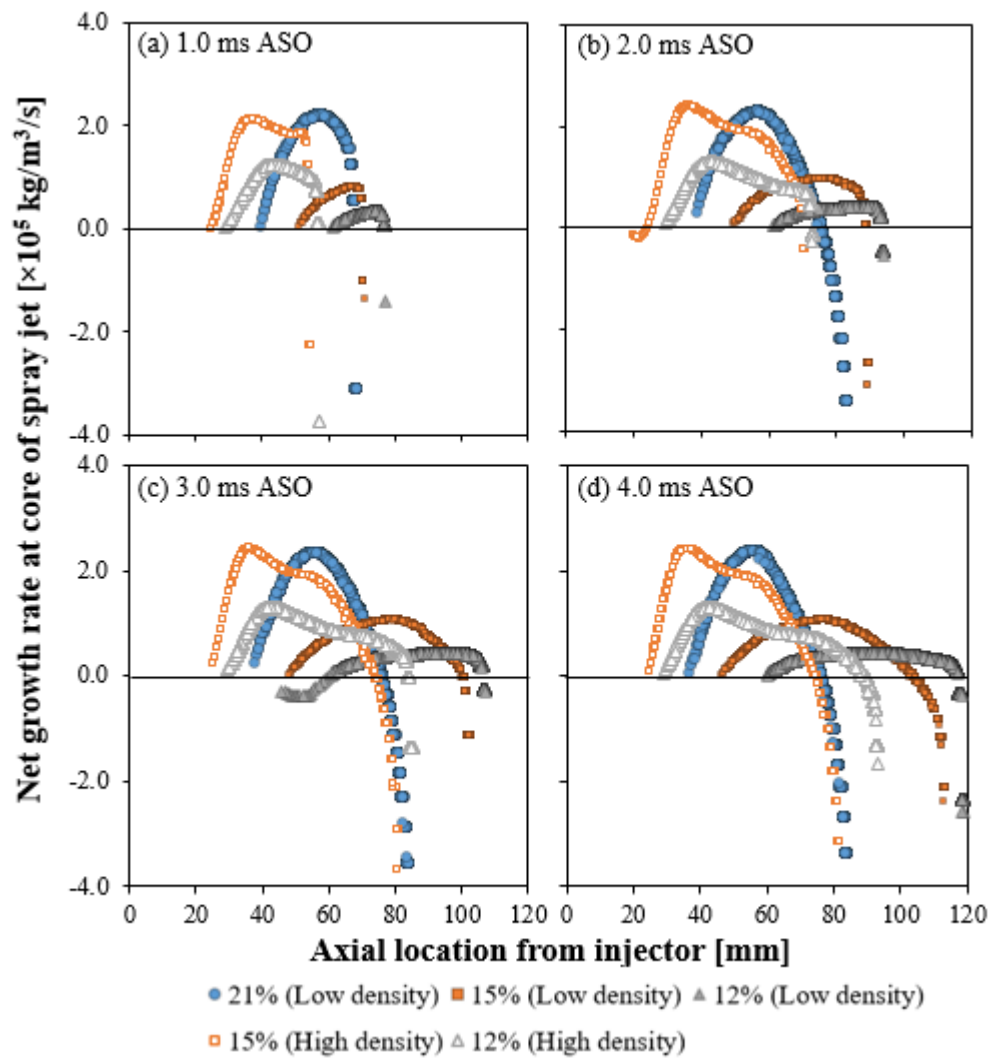 Net growth rate at core of spray jet [×10⁵ kg/m³/s]
4.0
2.0
0.0
-2.0
-4.0
(a) 1.0 ms ASO
(b) 2.0 ms ASO
4.0
2.0
0.0
-2.0
-4.0
(c) 3.0 ms ASO
(d) 4.0 ms ASO
0 20 40 60 80 100 120
0 20 40 60 80 100 120
Axial location from injector [mm]
21% (Low density) 15% (Low density) 12% (Low density)
15% (High density) 12% (High density)